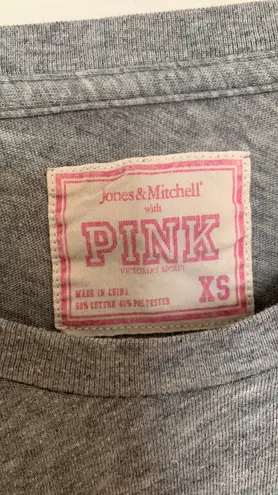 Jones & Mitchell®
with
PINK
VICTORIA'S SECRET
MADE IN CHINA
60% COTTON 40% POLYESTER
XS